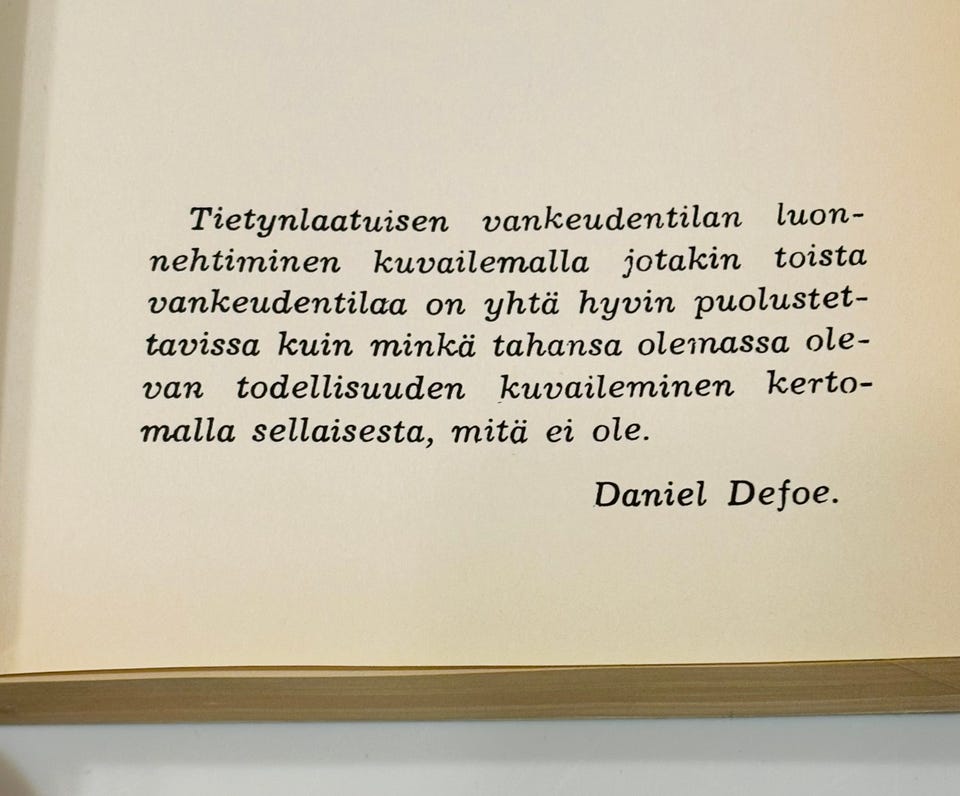 Tietynlaatuisen vankeudentilan luon-
nehtiminen kuvailemalla jotakin toista
vankeudentilaa on yhtä hyvin puolustet-
tavissa kuin minkä tahansa olemassa ole-
van todellisuuden kuvaileminen kerto-
malla sellaisesta, mitä ei ole.
Daniel Defoe.